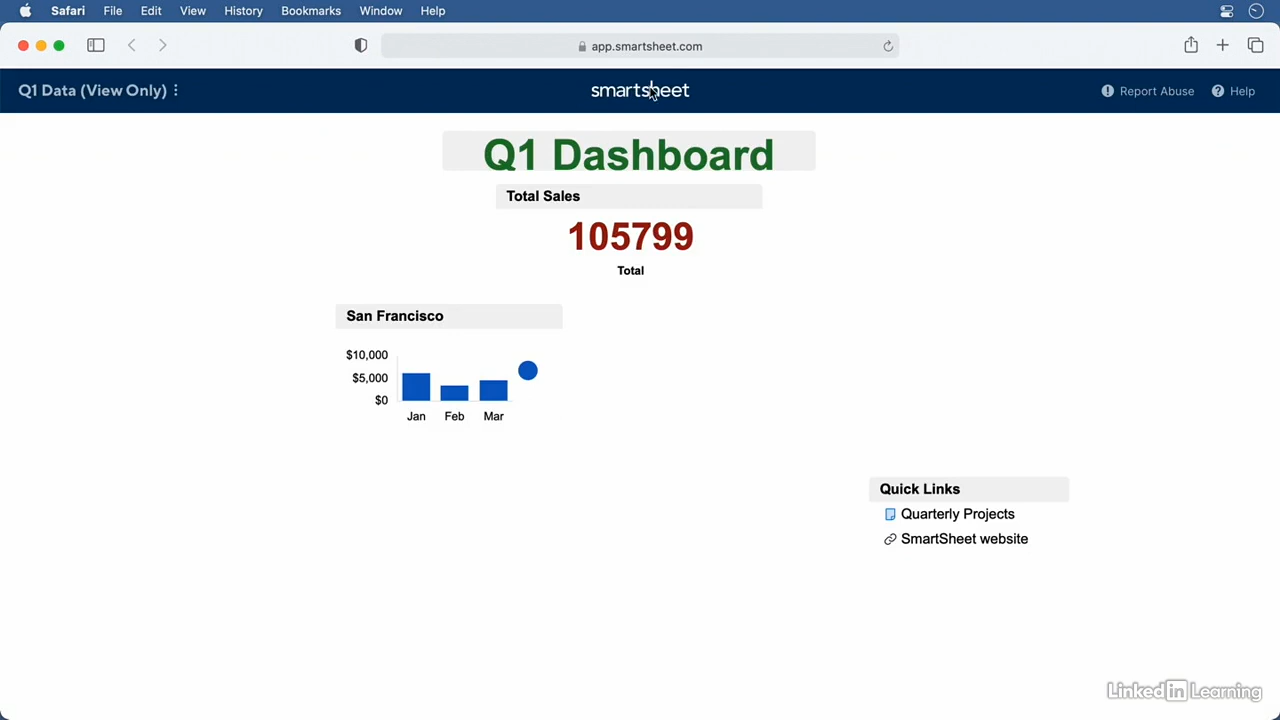 Safari File Edit View History Bookmarks Window Help
app.smartsheet.com
Q1 Data (View Only)
smartsheet
Report Abuse
Help
Q1 Dashboard
Total Sales
105799
Total
San Francisco
$10,000
$5,000
$0
Jan Feb Mar
Quick Links
Quarterly Projects
SmartSheet website
LinkedIn Learning